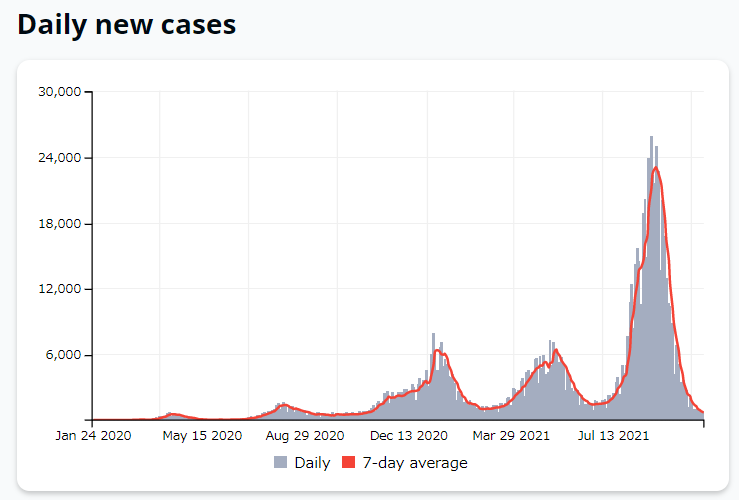 Daily new cases
30,000
24,000
18,000
12,000
6,000
Jan 24 2020 May 15 2020 Aug 29 2020 Dec 13 2020 Mar 29 2021 Jul 13 2021
Daily 7-day average